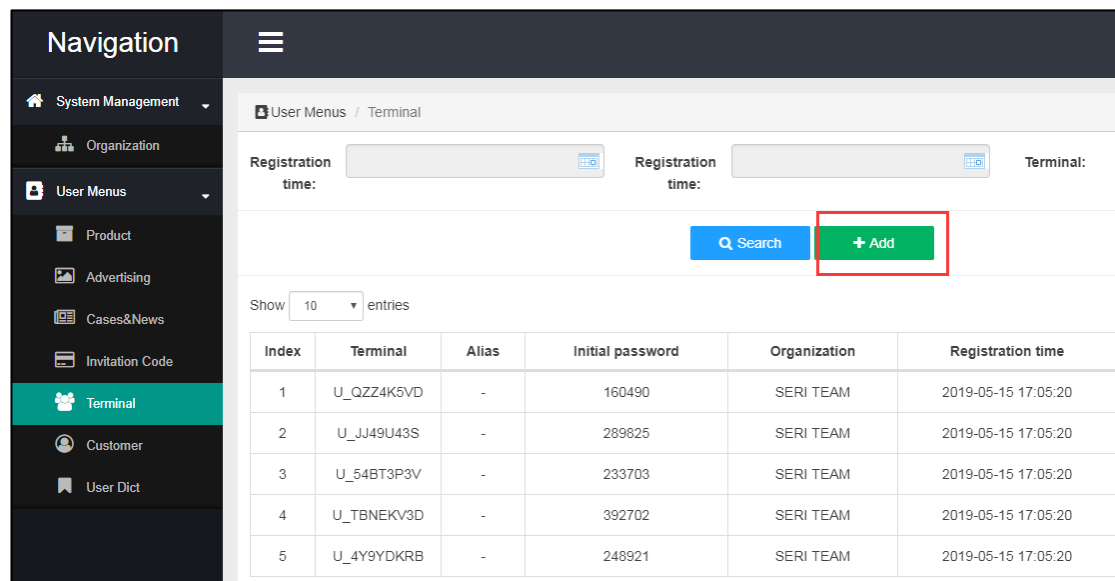 Navigation
System Management
Organization
User Menus
Product
Advertising
Cases&News
Invitation Code
Terminal
Customer
User Dict
User Menus / Terminal
Registration time:
Registration time:
Terminal:
Search
+ Add
Show 10 entries
Index Terminal Alias Initial password Organization Registration time
1 U_QZZ4K5VD - 160490 SERI TEAM 2019-05-15 17:05:20
2 U_JJ49U43S - 289825 SERI TEAM 2019-05-15 17:05:20
3 U_54BT3P3V - 233703 SERI TEAM 2019-05-15 17:05:20
4 U_TBNEKV3D - 392702 SERI TEAM 2019-05-15 17:05:20
5 U_4Y9YDKRB - 248921 SERI TEAM 2019-05-15 17:05:20